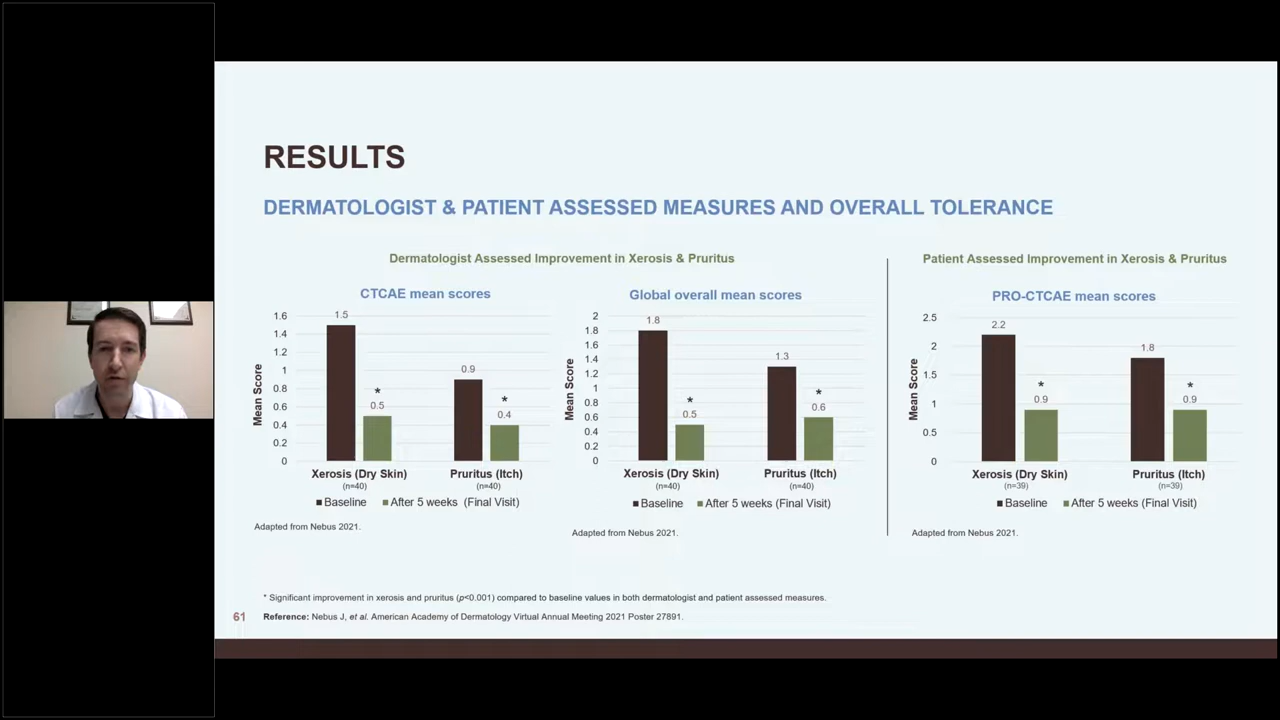 RESULTS
DERMATOLOGIST & PATIENT ASSESSED MEASURES AND OVERALL TOLERANCE
Dermatologist Assessed Improvement in Xerosis & Pruritus
CTCAE mean scores
Mean Score
1.6
1.4
1.2
1
0.8
0.6
0.4
0.2
0
1.5
*
0.5
0.9
*
0.4
Xerosis (Dry Skin)
(n=40)
Pruritus (Itch)
(n=40)
Baseline
After 5 weeks (Final Visit)
Adapted from Nebus 2021.
Global overall mean scores
Mean Score
2
1.8
1.6
1.4
1.2
1
0.8
0.6
0.4
0.2
0
1.8
*
0.5
1.3
*
0.6
Xerosis (Dry Skin)
(n=40)
Pruritus (Itch)
(n=40)
Baseline
After 5 weeks (Final Visit)
Adapted from Nebus 2021.
Patient Assessed Improvement in Xerosis & Pruritus
PRO-CTCAE mean scores
Mean Score
2.5
2
1.5
1
0.5
0
2.2
*
0.9
1.8
*
0.9
Xerosis (Dry Skin)
(n=39)
Pruritus (Itch)
(n=39)
Baseline
After 5 weeks (Final Visit)
Adapted from Nebus 2021.
* Significant improvement in xerosis and pruritus (p<0.001) compared to baseline values in both dermatologist and patient assessed measures.
61
Reference: Nebus J, et al. American Academy of Dermatology Virtual Annual Meeting 2021 Poster 27891.